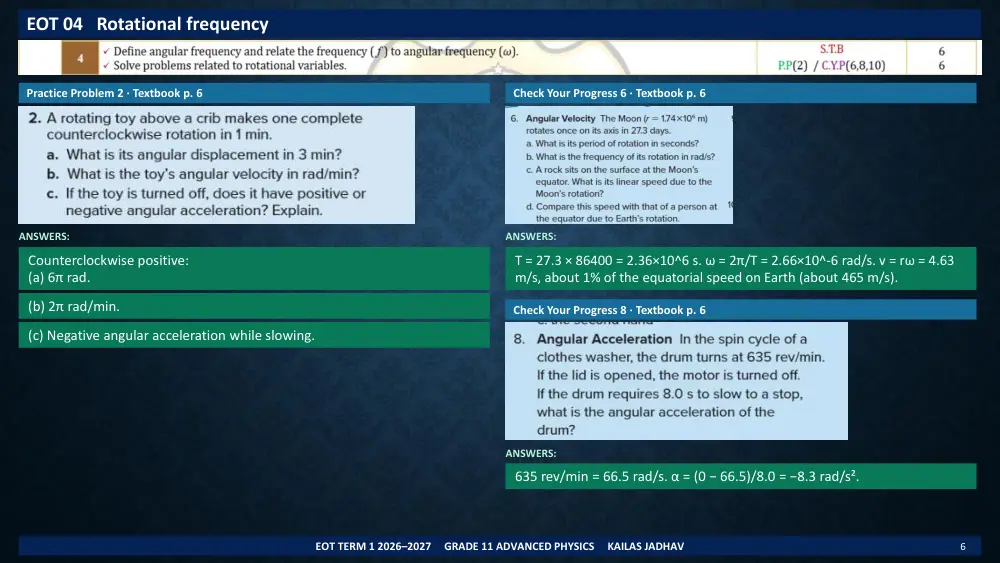 EOT 04 Rotational frequency
4
✓ Define angular frequency and relate the frequency (f) to angular frequency (ω).
✓ Solve problems related to rotational variables.
S.T.B
P.P(2) / C.Y.P(6,8,10)
6
6
Practice Problem 2 · Textbook p. 6
2. A rotating toy above a crib makes one complete
counterclockwise rotation in 1 min.
a. What is its angular displacement in 3 min?
b. What is the toy's angular velocity in rad/min?
c. If the toy is turned off, does it have positive or
negative angular acceleration? Explain.
ANSWERS:
Counterclockwise positive:
(a) 6π rad.
(b) 2π rad/min.
(c) Negative angular acceleration while slowing.
Check Your Progress 6 · Textbook p. 6
6. Angular Velocity The Moon (r = 1.74×10⁶ m)
rotates once on its axis in 27.3 days.
a. What is its period of rotation in seconds?
b. What is the frequency of its rotation in rad/s?
c. A rock sits on the surface at the Moon's
equator. What is its linear speed due to the
Moon's rotation?
d. Compare this speed with that of a person at
the equator due to Earth's rotation.
ANSWERS:
T = 27.3 × 86400 = 2.36×10^6 s. ω = 2π/T = 2.66×10^-6 rad/s. v = rω = 4.63
m/s, about 1% of the equatorial speed on Earth (about 465 m/s).
Check Your Progress 8 · Textbook p. 6
8. Angular Acceleration In the spin cycle of a
clothes washer, the drum turns at 635 rev/min.
If the lid is opened, the motor is turned off.
If the drum requires 8.0 s to slow to a stop,
what is the angular acceleration of the
drum?
ANSWERS:
635 rev/min = 66.5 rad/s. α = (0 − 66.5)/8.0 = −8.3 rad/s².
EOT TERM 1 2026–2027 GRADE 11 ADVANCED PHYSICS KAILAS JADHAV
6